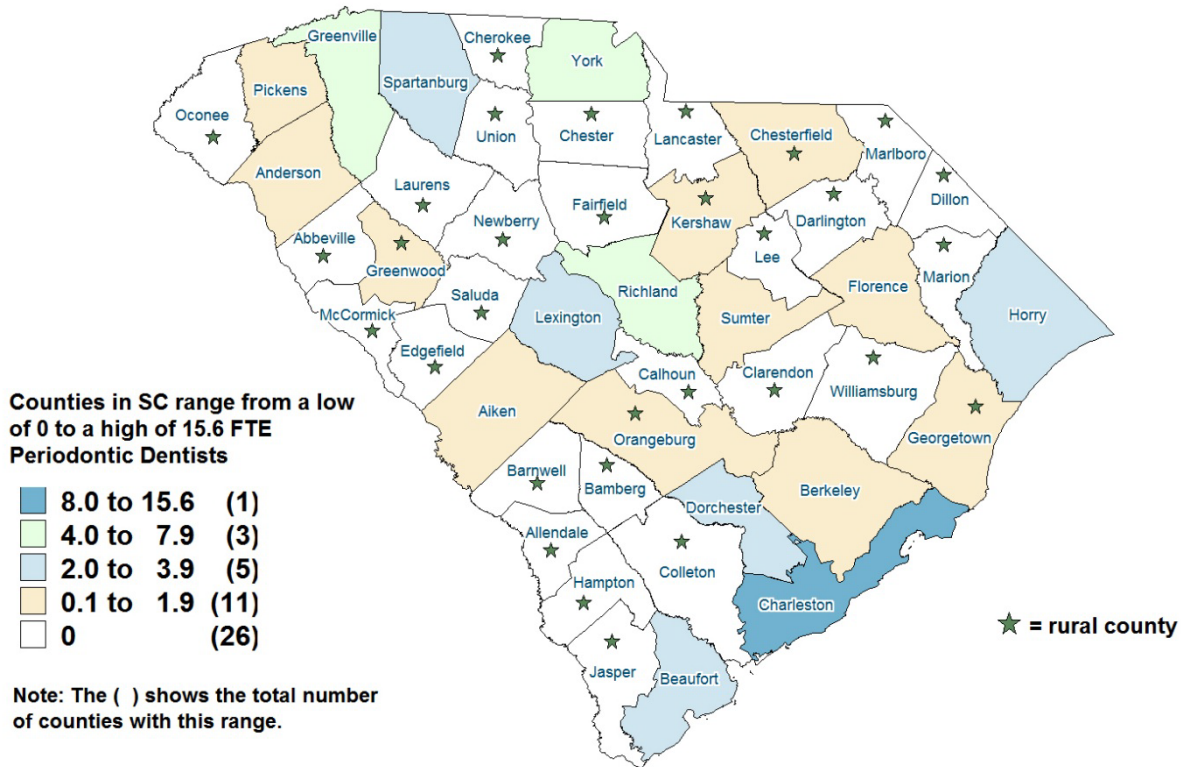 Greenville
Cherokee
York
Spartanburg
Pickens
Oconee
Union
Chester
Lancaster
Chesterfield
Marlboro
Anderson
Laurens
Dillon
Fairfield
Newberry
Kershaw
Darlington
Abbeville
Greenwood
Lee
Marion
Florence
Richland
Saluda
McCormick
Lexington
Sumter
Horry
Edgefield
Calhoun
Clarendon
Williamsburg
Aiken
Orangeburg
Georgetown
Barnwell
Bamberg
Berkeley
Dorchester
Allendale
Colleton
Hampton
Charleston
Jasper
Beaufort
Counties in SC range from a low
of 0 to a high of 15.6 FTE
Periodontic Dentists
8.0 to 15.6 (1)
4.0 to 7.9 (3)
2.0 to 3.9 (5)
0.1 to 1.9 (11)
0 (26)
Note: The ( ) shows the total number
of counties with this range.
= rural county